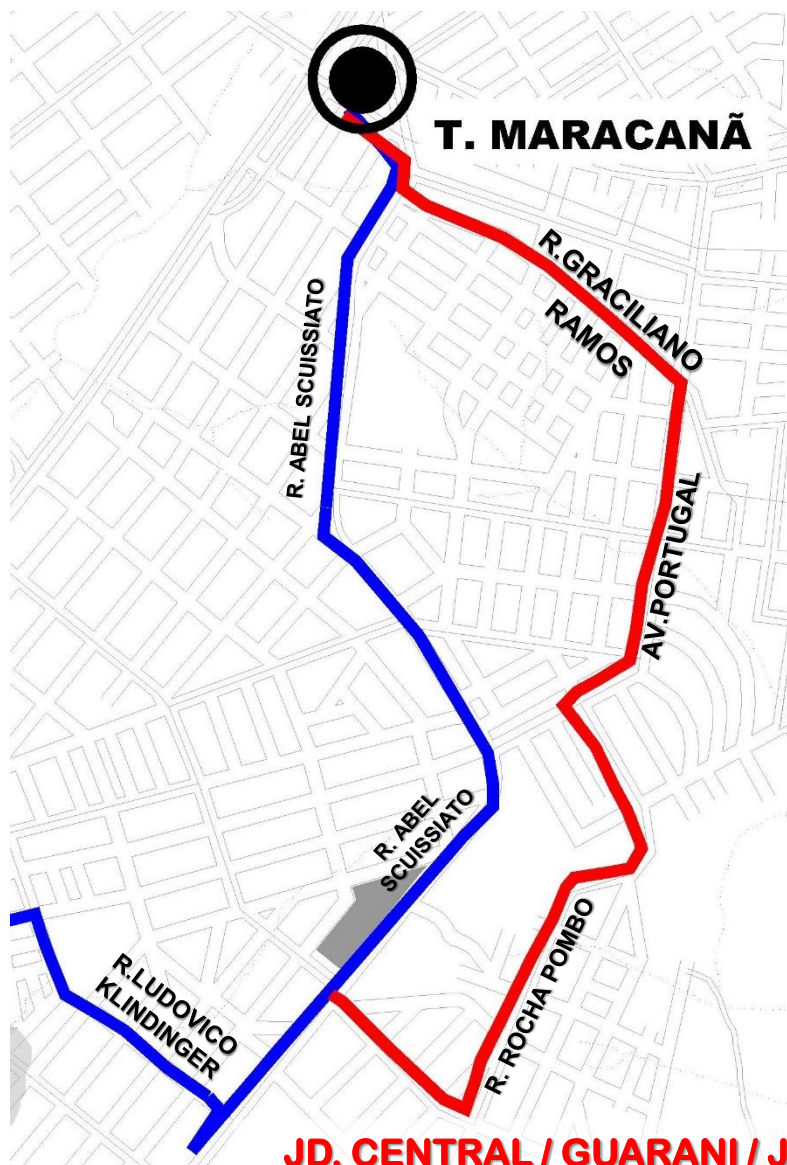 T. MARACANÃ
R.GRACILIANO
RAMOS
R. ABEL SCUISSIATO
AV.PORTUGAL
R. ABEL
SCUISSIATO
R. ROCHA POMBO
R.LUDOVICO
KLINDINGER
JD. CENTRAL / GUARANI / J